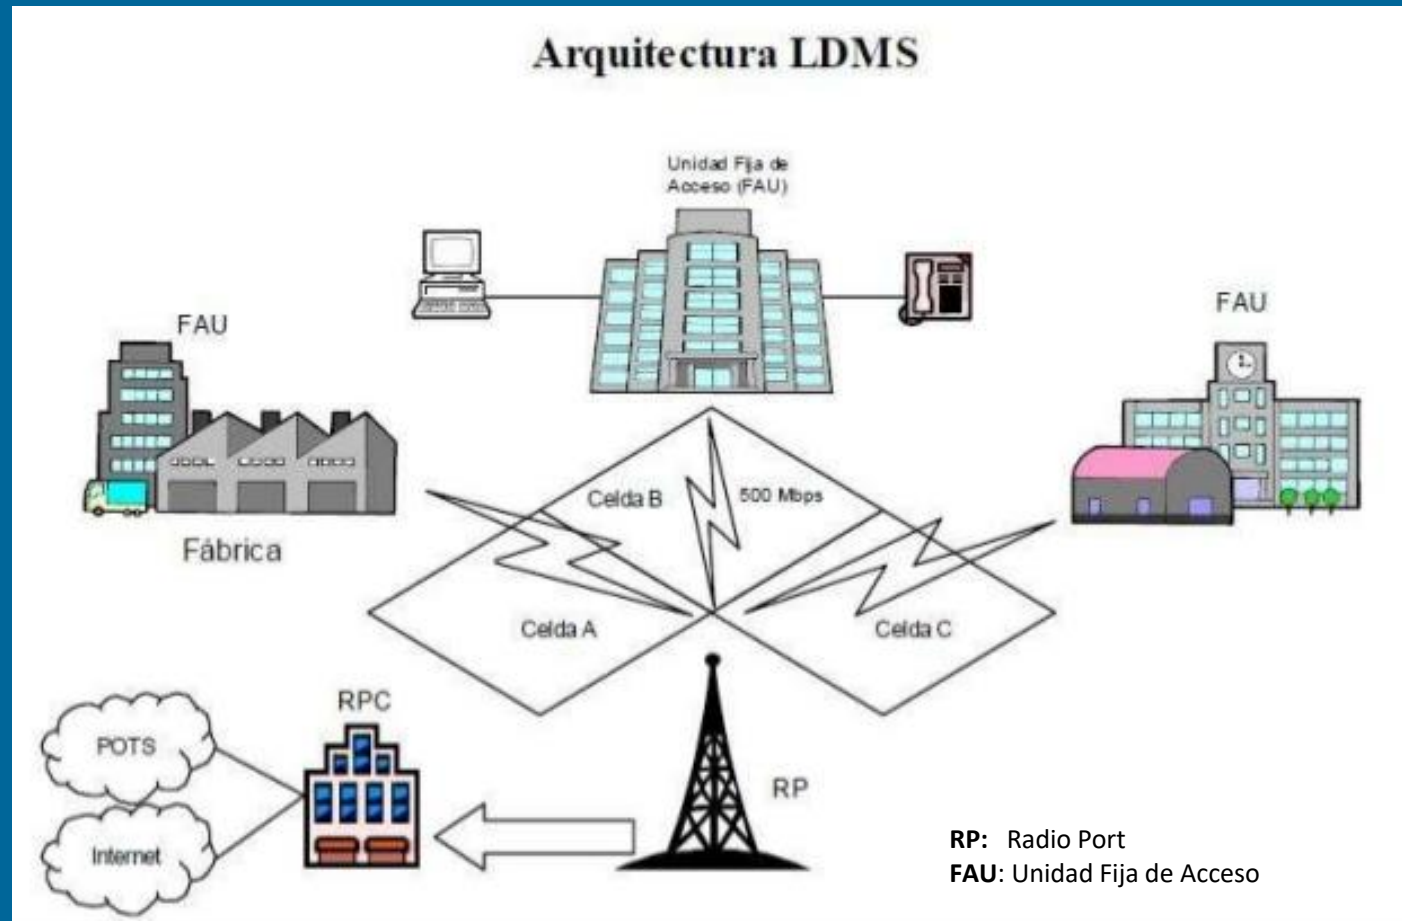 Arquitectura LDMS
Unidad Fija de
Acceso (FAU)
FAU
FAU
Fábrica
Celda B
500 Mbps
Celda A
Celda C
RPC
POTS
Internet
RP
RP: Radio Port
FAU: Unidad Fija de Acceso